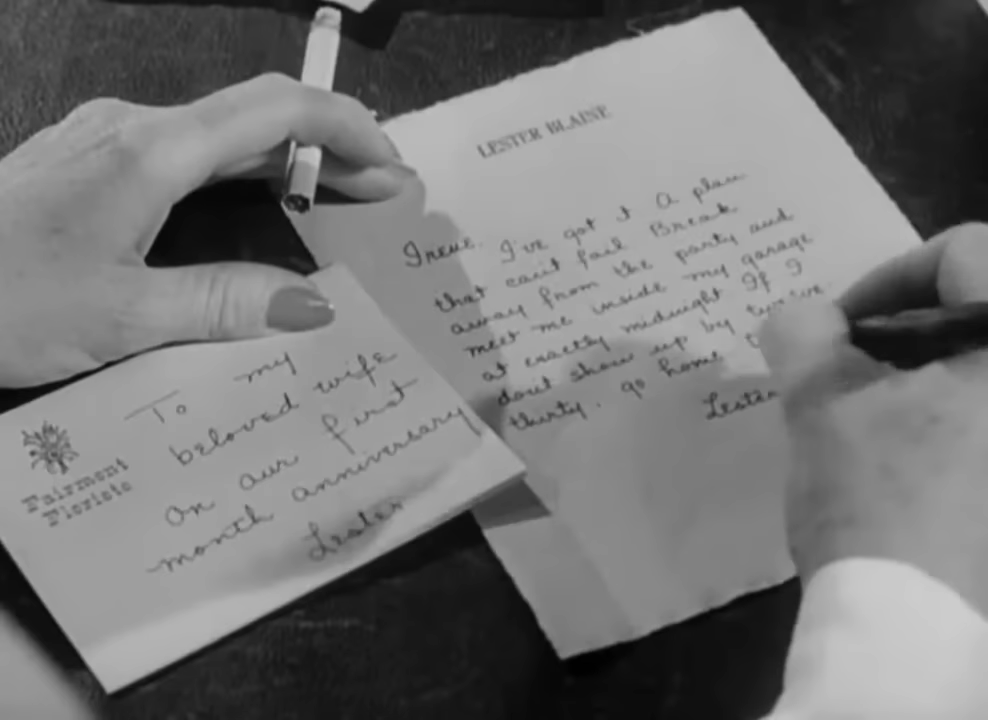 LESTER BLAINE
Irene, I've got it A plan
that can't fail Break
away from the party and
meet me inside my garage
at exactly midnight If I
don't show up by twelve
thirty. go home
Lester
Fairmont
Florists
To my
beloved wife
on our first
month anniversary
Lester